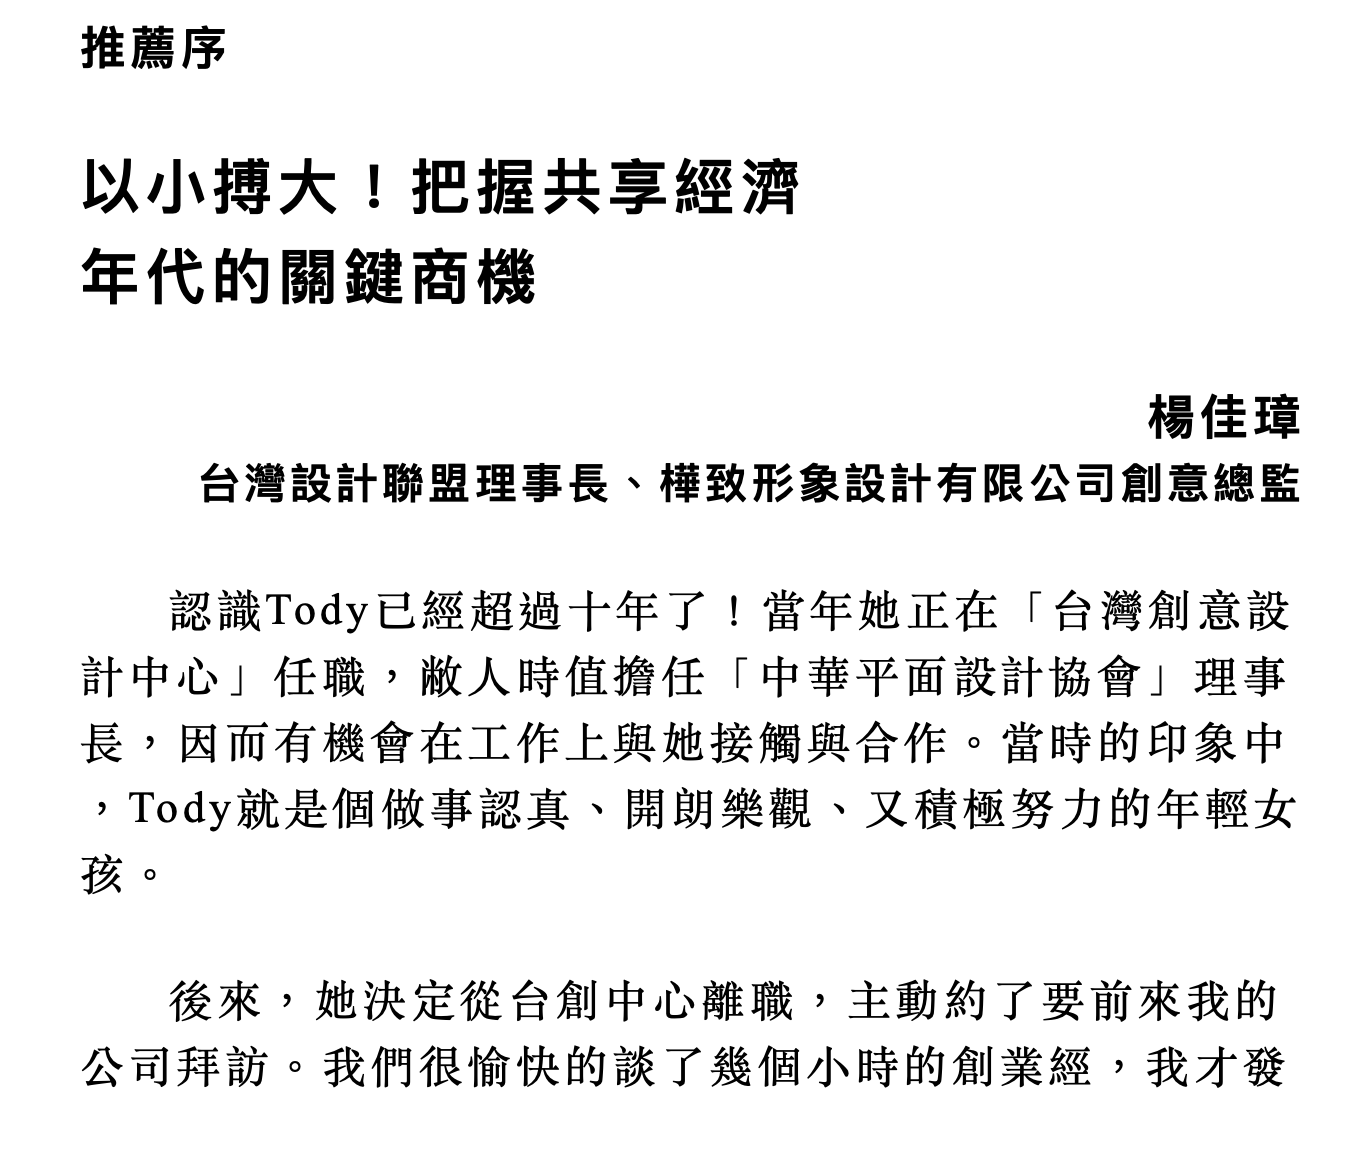 推薦序
以小搏大！把握共享經濟
年代的關鍵商機
楊佳璋
台灣設計聯盟理事長、樺致形象設計有限公司創意總監
認識Tody已經超過十年了！當年她正在「台灣創意設
計中心」任職，敝人時值擔任「中華平面設計協會」理事
長，因而有機會在工作上與她接觸與合作。當時的印象中
，Tody就是個做事認真、開朗樂觀、又積極努力的年輕女
孩。
後來，她決定從台創中心離職，主動約了要前來我的
公司拜訪。我們很愉快的談了幾個小時的創業經，我才發